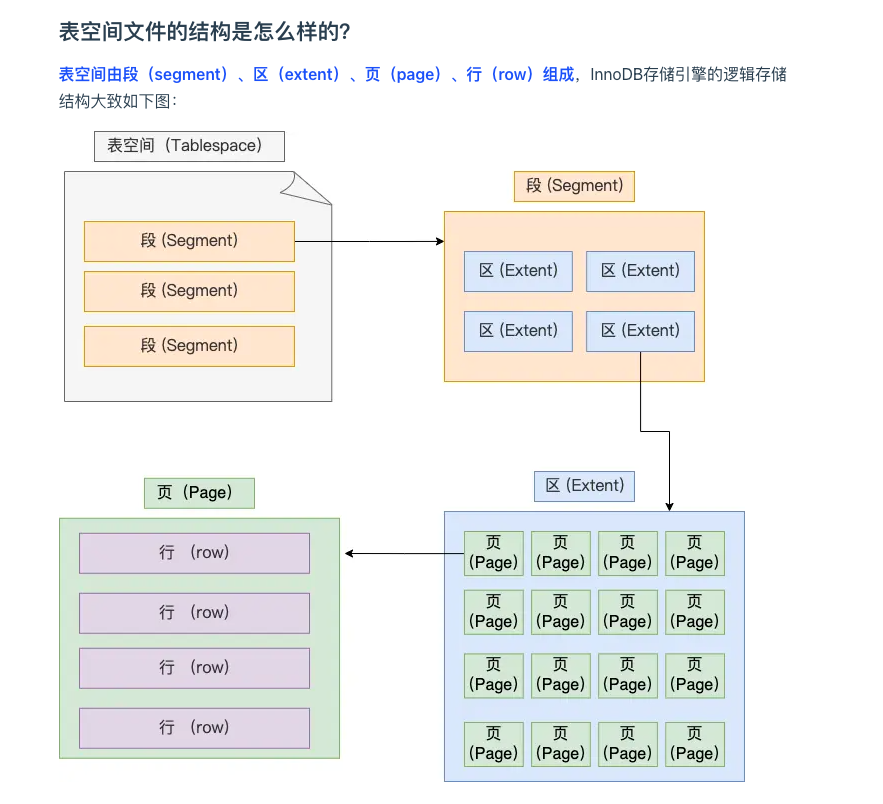 表空间文件的结构是怎么样的？
表空间由段（segment）、区（extent）、页（page）、行（row）组成，InnoDB存储引擎的逻辑存储
结构大致如下图：
表空间（Tablespace）
段 (Segment)
段 (Segment)
段 (Segment)
段 (Segment)
区 (Extent)
区 (Extent)
区 (Extent)
区 (Extent)
页（Page）
行 （row)
行 （row)
行 （row)
行 （row)
区 (Extent)
页
(Page)
页
(Page)
页
(Page)
页
(Page)
页
(Page)
页
(Page)
页
(Page)
页
(Page)
页
(Page)
页
(Page)
页
(Page)
页
(Page)
页
(Page)
页
(Page)
页
(Page)
页
(Page)